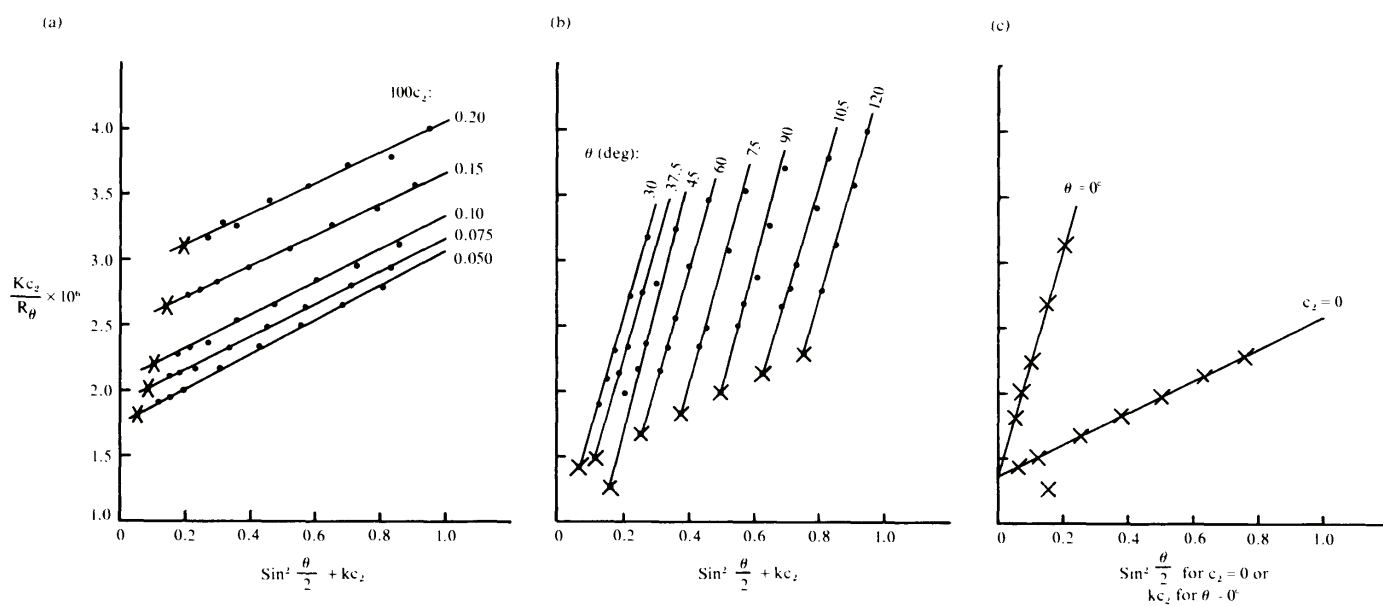 (a)
100c₂:
0.20
0.15
0.10
0.075
0.050
4.0
3.5
3.0
2.5
2.0
1.5
1.0
Kc₂
R_θ × 10⁶
0 0.2 0.4 0.6 0.8 1.0
Sin² θ/2 + kc₂
(b)
θ (deg):
30
37.5
45
60
75
90
105
120
0.2 0.4 0.6 0.8 1.0
Sin² θ/2 + kc₂
(c)
θ = 0°
c₂ = 0
0 0.2 0.4 0.6 0.8 1.0
Sin² θ/2 for c₂ = 0 or
kc₂ for θ - 0°